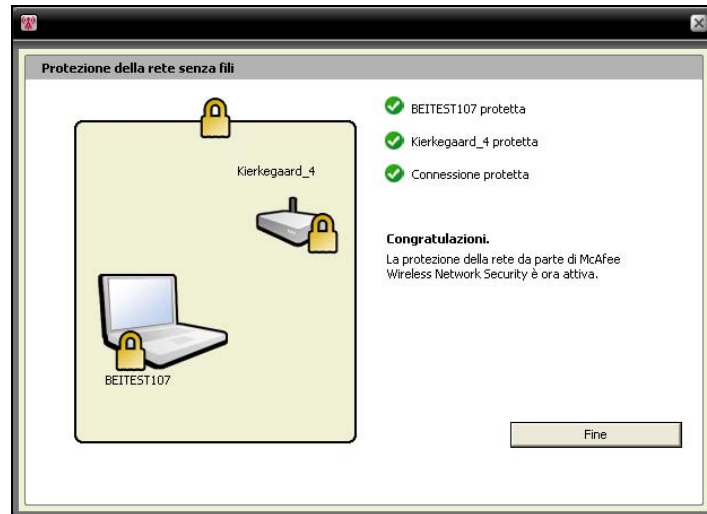 Protezione della rete senza fili
Kierkegaard_4
BEITEST107
BEITEST107 protetta
Kierkegaard_4 protetta
Connessione protetta
Congratulazioni.
La protezione della rete da parte di McAfee
Wireless Network Security è ora attiva.
Fine